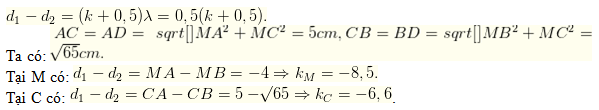 d₁ − d₂ = (k + 0,5)λ = 0,5(k + 0,5).
AC = AD = sqrt[]MA² + MC² = 5cm, CB = BD = sqrt[]MB² + MC² =
Ta có: √65cm.
Tại M có: d₁ − d₂ = MA − MB = −4 ⇒ k_M = −8, 5.
Tại C có: d₁ − d₂ = CA − CB = 5 −√65 ⇒ k_C = −6, 6.